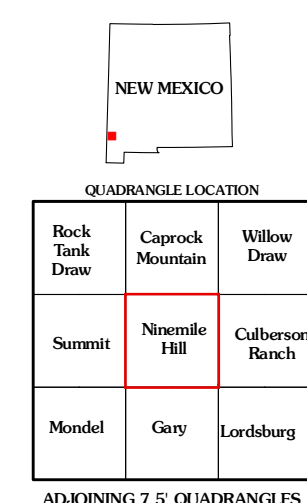 NEW MEXICO
QUADRANGLE LOCATION
Rock
Tank
Draw
Caprock
Mountain
Willow
Draw
Summit
Ninemile
Hill
Culberson
Ranch
Mondel
Gary
Lordsburg
ADJOINING 7.5' QUADRANGLES